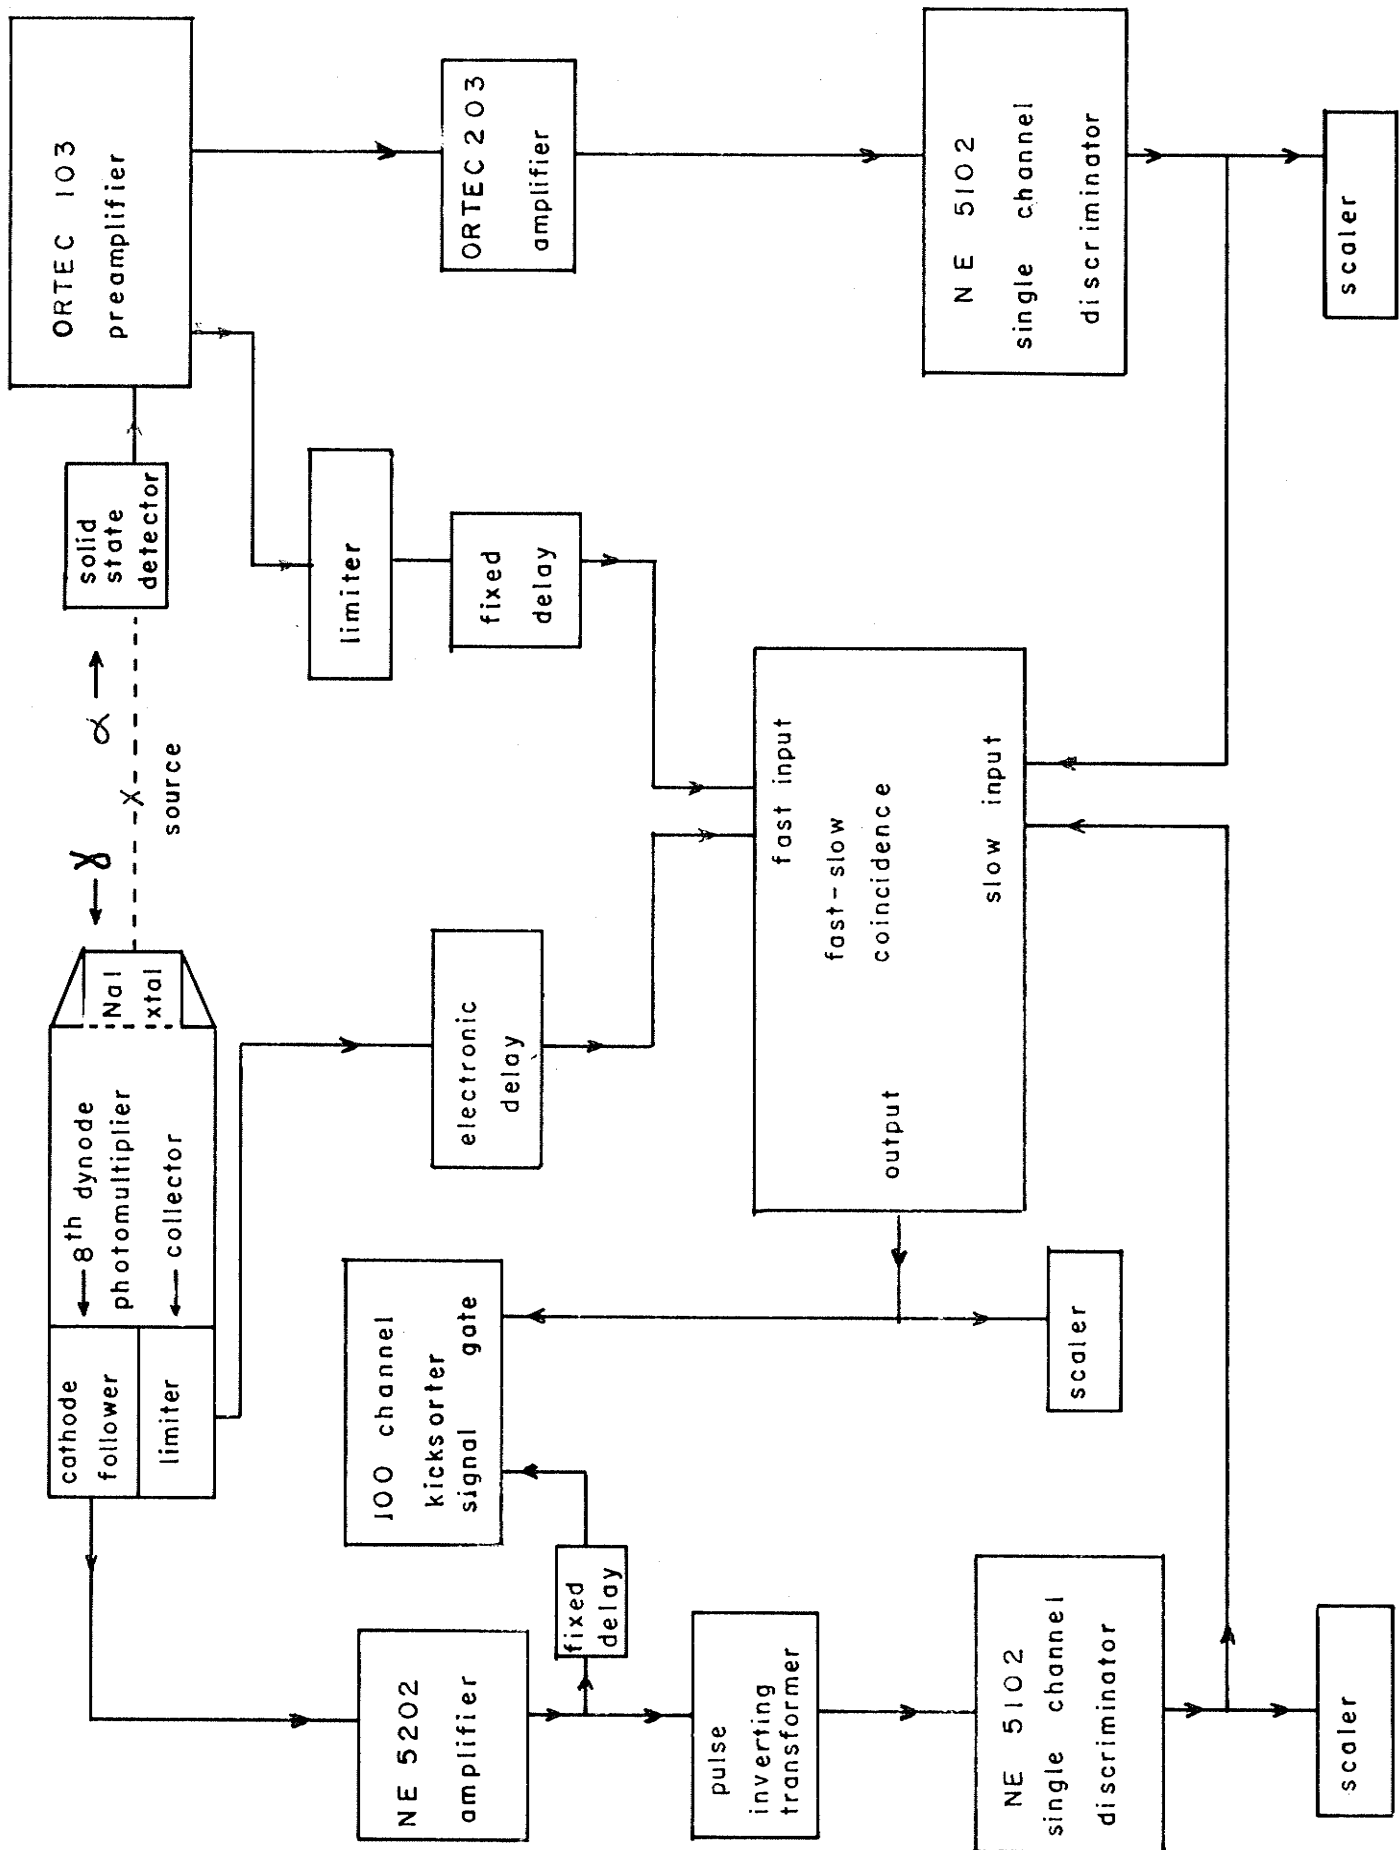 cathode
follower
limiter
8th dynode
photomultiplier
collector
NaI
xtal
γ
α
source
solid
state
detector
ORTEC 103
preamplifier
NE 5202
amplifier
fixed
delay
100 channel
kicksorter
signal gate
electronic
delay
limiter
fixed
delay
ORTEC 203
amplifier
pulse
inverting
transformer
output
fast input
fast-slow
coincidence
slow input
NE 5102
single channel
discriminator
scaler
scaler
NE 5102
single channel
discriminator
scaler